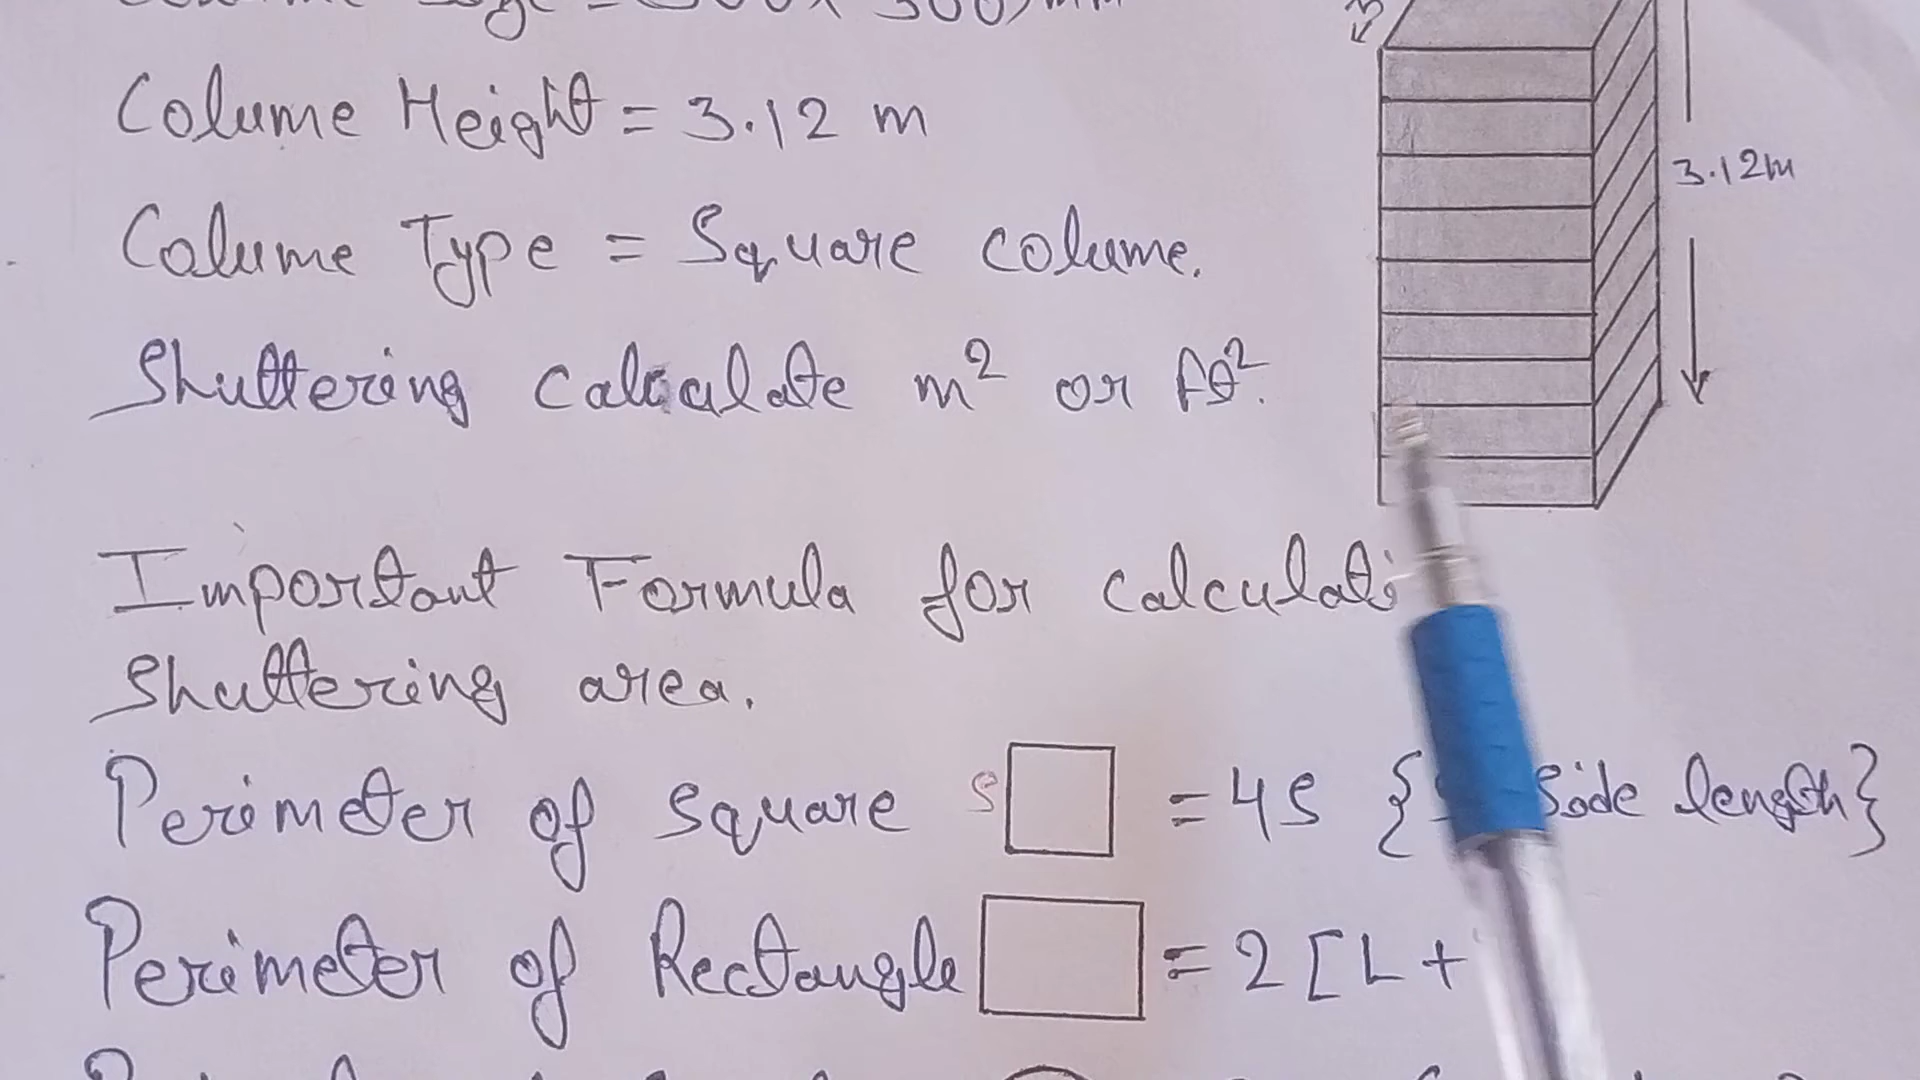 Colume Height = 3.12 m
3.12m
Colume Type = Square colume.
Shuttering calculate m² or ft².
Important Formula for calculati
Shuttering area.
Perimeter of square S = 4S { Side length}
Perimeter of Rectangle = 2 [L +